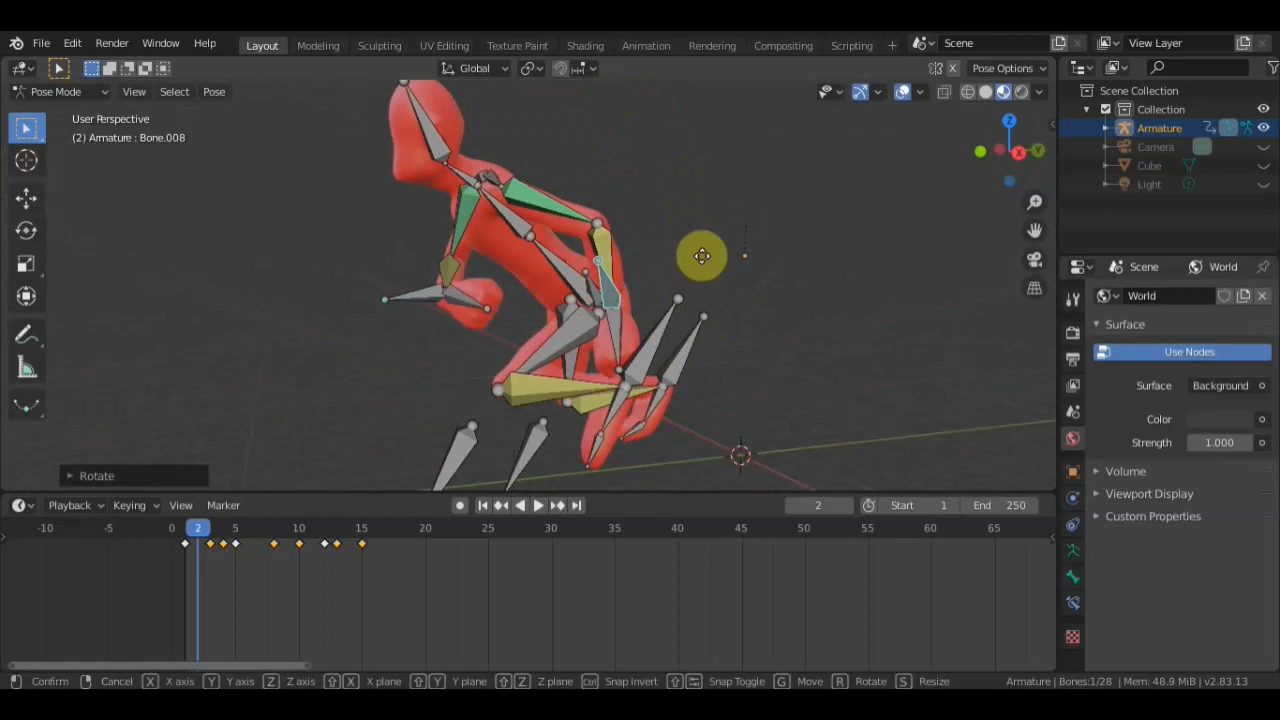 File Edit Render Window Help Layout Modeling Sculpting UV Editing Texture Paint Shading Animation Rendering Compositing Scripting + Scene View Layer
Global Pose Options
Pose Mode View Select Pose
User Perspective
(2) Armature : Bone.008
Z
X
Y
Scene Collection
Collection
Armature
Camera
Cube
Light
Scene World
World
Surface
Use Nodes
Surface Background
Color
Strength 1.000
Volume
Viewport Display
Custom Properties
Rotate
Playback Keying View Marker 2 Start 1 End 250
-10 -5 0 2 5 10 15 20 25 30 35 40 45 50 55 60 65
Confirm Cancel X X axis Y Y axis Z Z axis X X plane Y Y plane Z Z plane Ctrl Snap Invert Snap Toggle G Move R Rotate S Resize Armature | Bones:1/28 | Mem: 48.9 MiB | v2.83.13